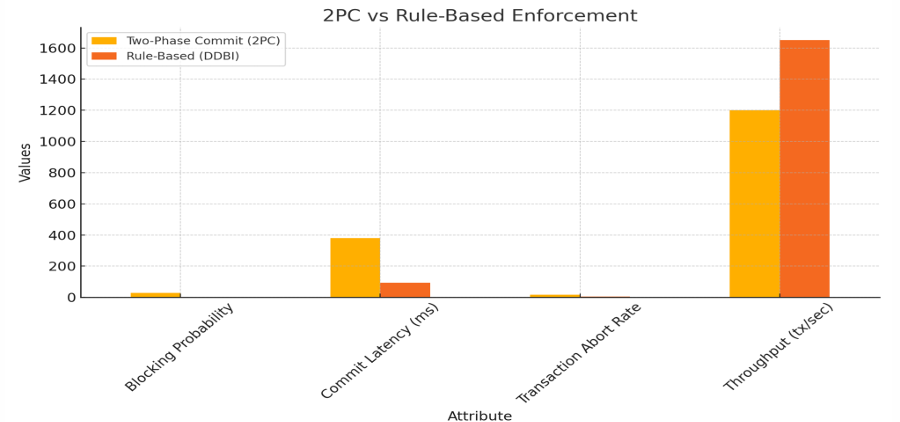 2PC vs Rule-Based Enforcement
Two-Phase Commit (2PC)
Rule-Based (DDBI)
Values
1600
1400
1200
1000
800
600
400
200
0
Blocking Probability
Commit Latency (ms)
Transaction Abort Rate
Throughput (tx/sec)
Attribute